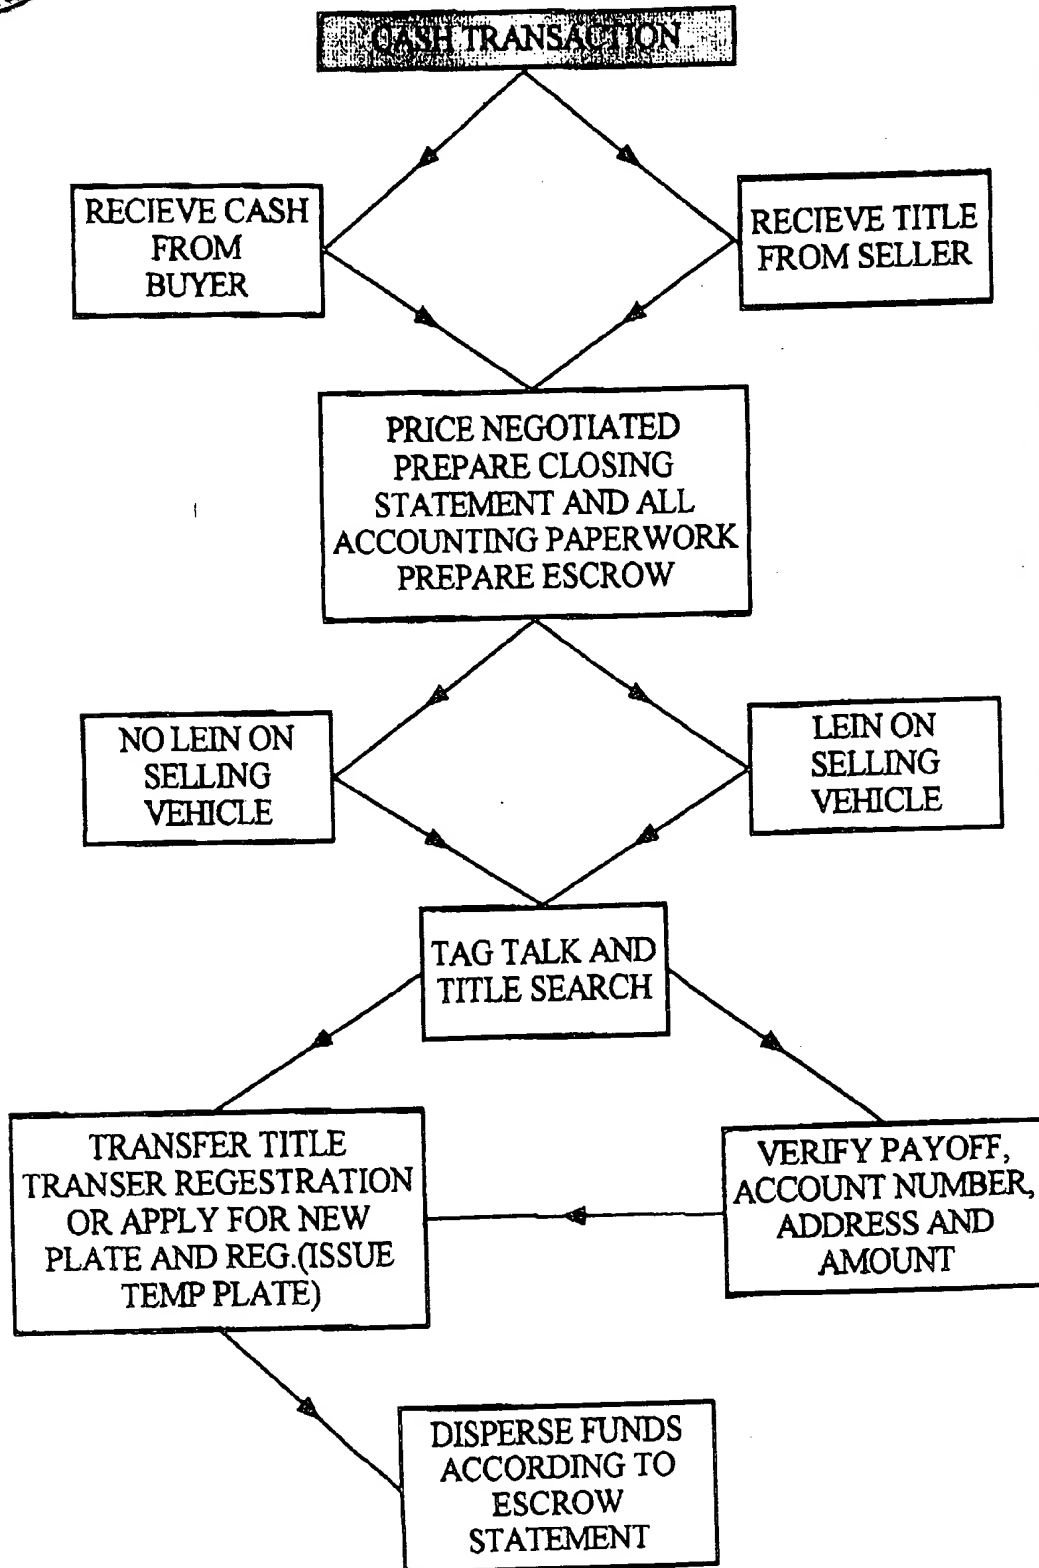 CASH TRANSACTION
RECIEVE CASH
FROM
BUYER
RECIEVE TITLE
FROM SELLER
PRICE NEGOTIATED
PREPARE CLOSING
STATEMENT AND ALL
ACCOUNTING PAPERWORK
PREPARE ESCROW
NO LEIN ON
SELLING
VEHICLE
LEIN ON
SELLING
VEHICLE
TAG TALK AND
TITLE SEARCH
TRANSFER TITLE
TRANSER REGESTRATION
OR APPLY FOR NEW
PLATE AND REG.(ISSUE
TEMP PLATE)
VERIFY PAYOFF,
ACCOUNT NUMBER,
ADDRESS AND
AMOUNT
DISPERSE FUNDS
ACCORDING TO
ESCROW
STATEMENT